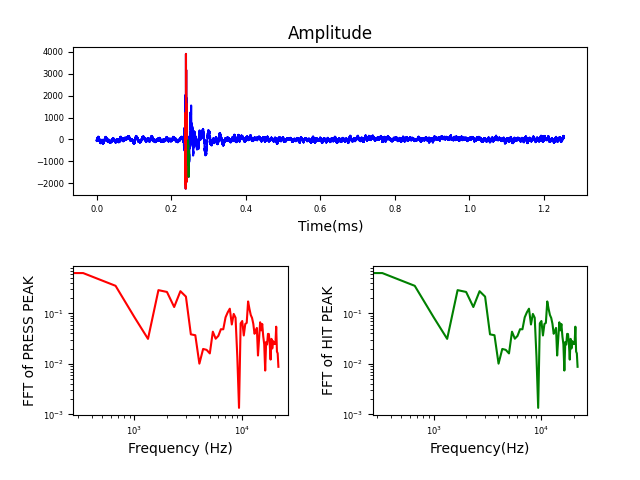 Amplitude
4000
3000
2000
1000
0
−1000
−2000
0.0 0.2 0.4 0.6 0.8 1.0 1.2
Time(ms)
FFT of PRESS PEAK
10⁻¹
10⁻²
10⁻³
10³ 10⁴
Frequency (Hz)
FFT of HIT PEAK
10⁻¹
10⁻²
10⁻³
10³ 10⁴
Frequency(Hz)